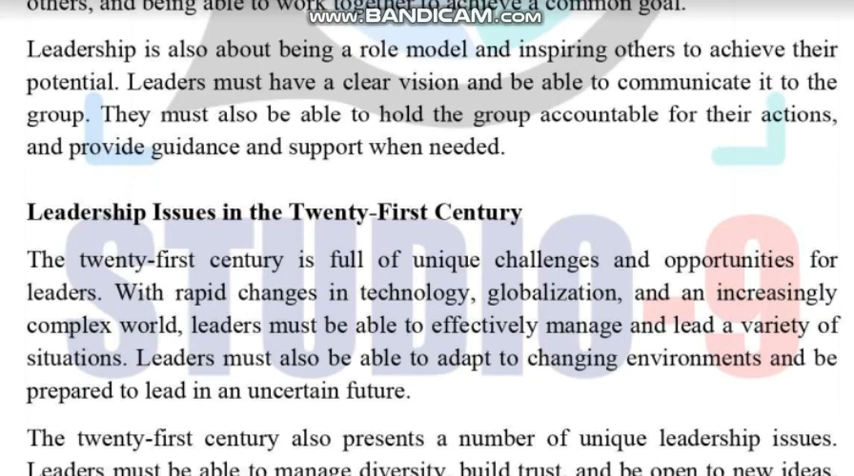 others, and being able to work together to achieve a common goal.
www.BANDICAM.com
Leadership is also about being a role model and inspiring others to achieve their
potential. Leaders must have a clear vision and be able to communicate it to the
group. They must also be able to hold the group accountable for their actions,
and provide guidance and support when needed.
Leadership Issues in the Twenty-First Century
STUDIO-9
The twenty-first century is full of unique challenges and opportunities for
leaders. With rapid changes in technology, globalization, and an increasingly
complex world, leaders must be able to effectively manage and lead a variety of
situations. Leaders must also be able to adapt to changing environments and be
prepared to lead in an uncertain future.
The twenty-first century also presents a number of unique leadership issues.
Leaders must be able to manage diversity, build trust, and be open to new ideas.